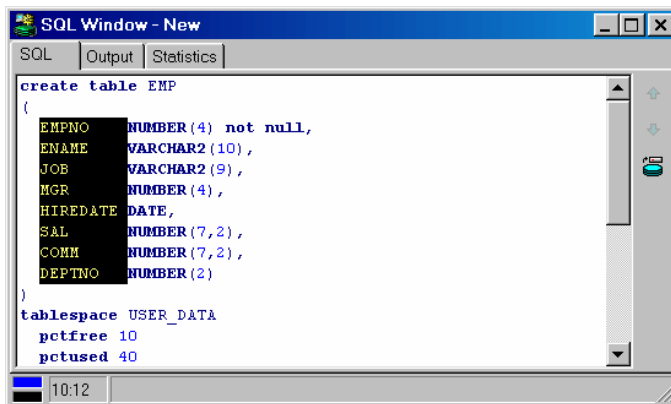 SQL Window - New
SQL Output Statistics
create table EMP
(
EMPNO NUMBER(4) not null,
ENAME VARCHAR2(10),
JOB VARCHAR2(9),
MGR NUMBER(4),
HIREDATE DATE,
SAL NUMBER(7,2),
COMM NUMBER(7,2),
DEPTNO NUMBER(2)
)
tablespace USER_DATA
pctfree 10
pctused 40
10:12